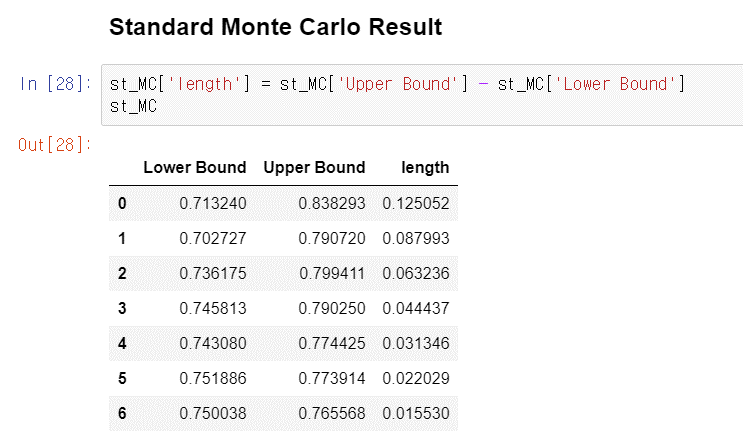 Standard Monte Carlo Result
In [28]: st_MC['length'] = st_MC['Upper Bound'] - st_MC['Lower Bound']
st_MC
Out[28]:
Lower Bound Upper Bound length
0 0.713240 0.838293 0.125052
1 0.702727 0.790720 0.087993
2 0.736175 0.799411 0.063236
3 0.745813 0.790250 0.044437
4 0.743080 0.774425 0.031346
5 0.751886 0.773914 0.022029
6 0.750038 0.765568 0.015530